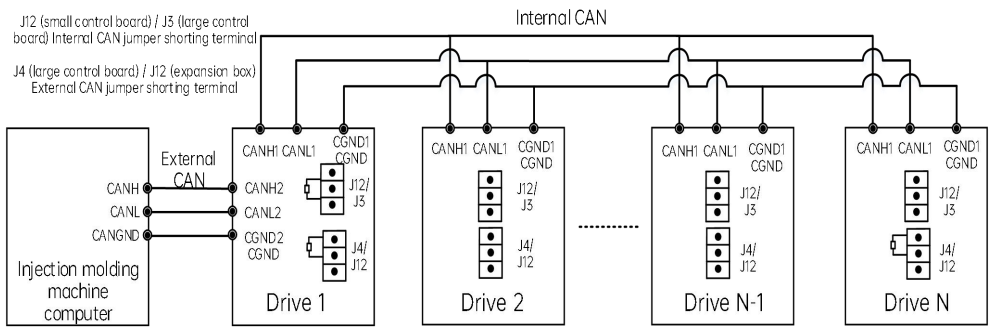 J12 (small control board) / J3 (large control
board) Internal CAN jumper shorting terminal
J4 (large control board) / J12 (expansion box)
External CAN jumper shorting terminal
Internal CAN
External
CAN
CANH
CANL
CANGND
Injection molding
machine
computer
CANH1 CANL1 CGND1
CGND
CANH2
CANL2
CGND2
CGND
J12/
J3
J4/
J12
Drive 1
CANH1 CANL1 CGND1
CGND
J12/
J3
J4/
J12
Drive 2
CANH1 CANL1 CGND1
CGND
J12/
J3
J4/
J12
Drive N-1
CANH1 CANL1 CGND1
CGND
J12/
J3
J4/
J12
Drive N